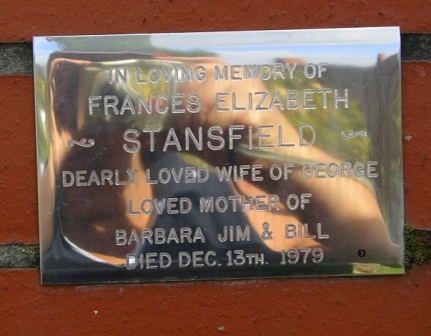 IN LOVING MEMORY OF
FRANCES ELIZABETH
STANSFIELD
DEARLY LOVED WIFE OF GEORGE
LOVED MOTHER OF
BARBARA JIM & BILL
DIED DEC. 13TH. 1979